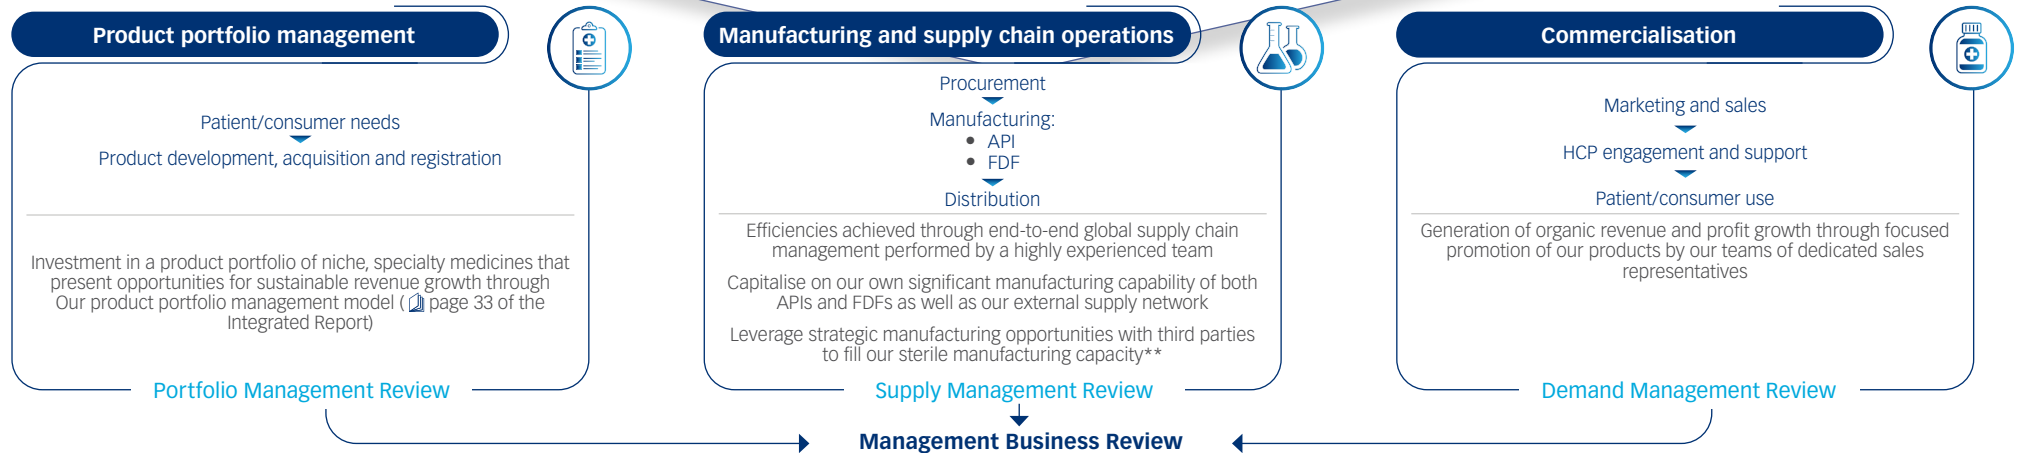 Product portfolio management
Patient/consumer needs
Product development, acquisition and registration
Investment in a product portfolio of niche, specialty medicines that
present opportunities for sustainable revenue growth through
Our product portfolio management model ( page 33 of the
Integrated Report)
Portfolio Management Review
Manufacturing and supply chain operations
Procurement
Manufacturing:
• API
• FDF
Distribution
Efficiencies achieved through end-to-end global supply chain
management performed by a highly experienced team
Capitalise on our own significant manufacturing capability of both
APIs and FDFs as well as our external supply network
Leverage strategic manufacturing opportunities with third parties
to fill our sterile manufacturing capacity**
Supply Management Review
Commercialisation
Marketing and sales
HCP engagement and support
Patient/consumer use
Generation of organic revenue and profit growth through focused
promotion of our products by our teams of dedicated sales
representatives
Demand Management Review
Management Business Review